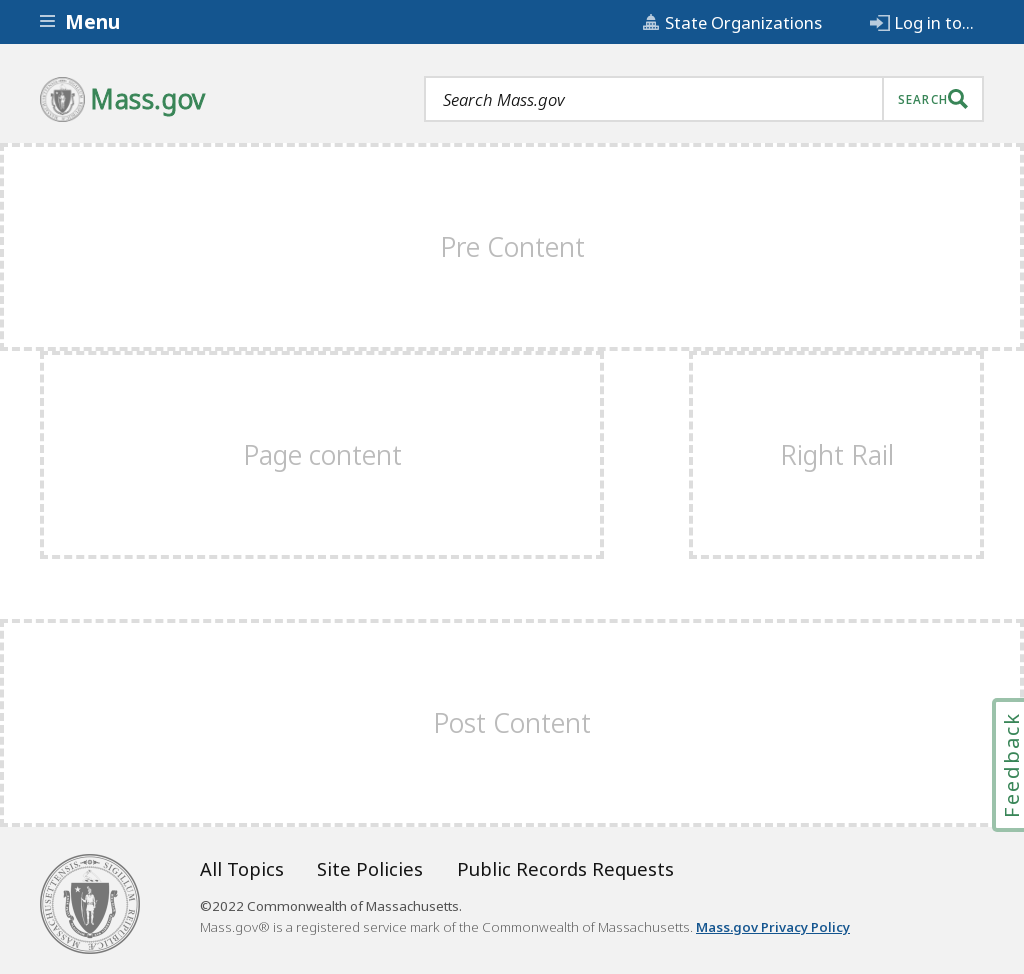 Menu
State Organizations
Log in to...
Mass.gov
Search Mass.gov
SEARCH
Pre Content
Page content
Right Rail
Post Content
Feedback
All Topics
Site Policies
Public Records Requests
©2022 Commonwealth of Massachusetts.
Mass.gov® is a registered service mark of the Commonwealth of Massachusetts. Mass.gov Privacy Policy
SIGILLUM REIPUBLICÆ MASSACHUSETTENSIS